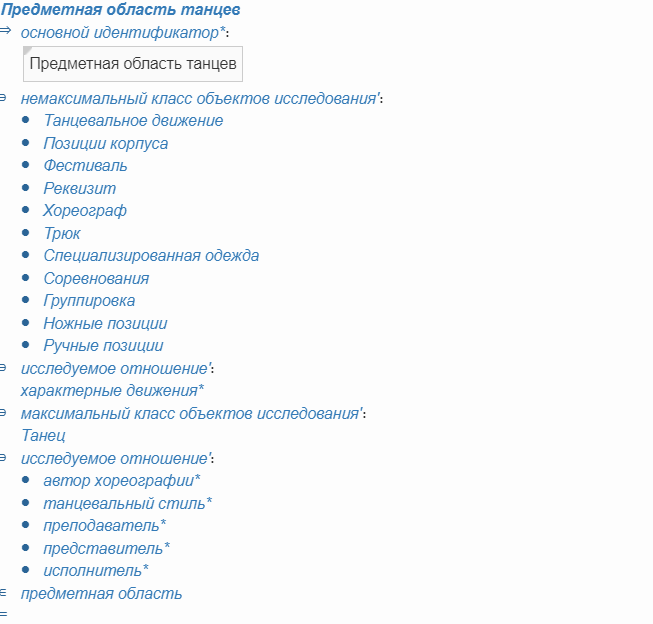 Предметная область танцев
⇒ основной идентификатор*:
Предметная область танцев
∍ немаксимальный класс объектов исследования':
• Танцевальное движение
• Позиции корпуса
• Фестиваль
• Реквизит
• Хореограф
• Трюк
• Специализированная одежда
• Соревнования
• Группировка
• Ножные позиции
• Ручные позиции
∍ исследуемое отношение':
характерные движения*
∍ максимальный класс объектов исследования':
Танец
∍ исследуемое отношение':
• автор хореографии*
• танцевальный стиль*
• преподаватель*
• представитель*
• исполнитель*
∈ предметная область
=